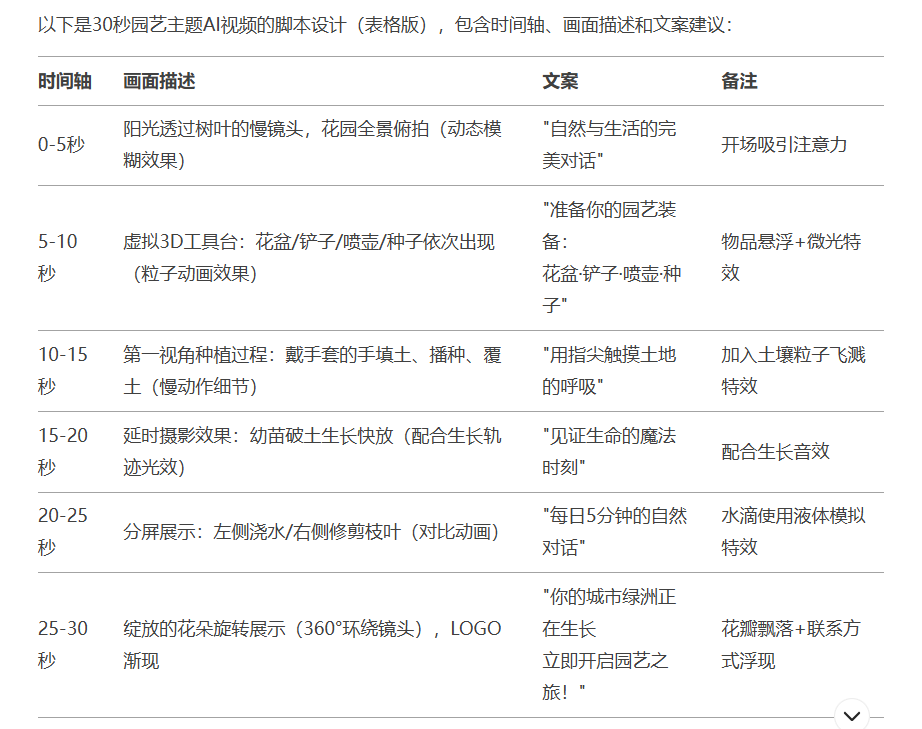 以下是30秒园艺主题AI视频的脚本设计（表格版），包含时间轴、画面描述和文案建议：
时间轴 画面描述 文案 备注
0-5秒
阳光透过树叶的慢镜头，花园全景俯拍（动态模
糊效果）
"自然与生活的完
美对话"
开场吸引注意力
5-10
秒
虚拟3D工具台：花盆/铲子/喷壶/种子依次出现
（粒子动画效果）
"准备你的园艺装
备：
花盆·铲子·喷壶·种
子"
物品悬浮+微光特
效
10-15
秒
第一视角种植过程：戴手套的手填土、播种、覆
土（慢动作细节）
"用指尖触摸土地
的呼吸"
加入土壤粒子飞溅
特效
15-20
秒
延时摄影效果：幼苗破土生长快放（配合生长轨
迹光效）
"见证生命的魔法
时刻"
配合生长音效
20-25
秒
分屏展示：左侧浇水/右侧修剪枝叶（对比动画）
"每日5分钟的自然
对话"
水滴使用液体模拟
特效
25-30
秒
绽放的花朵旋转展示（360°环绕镜头），LOGO
渐现
"你的城市绿洲正
在生长
立即开启园艺之
旅！"
花瓣飘落+联系方
式浮现